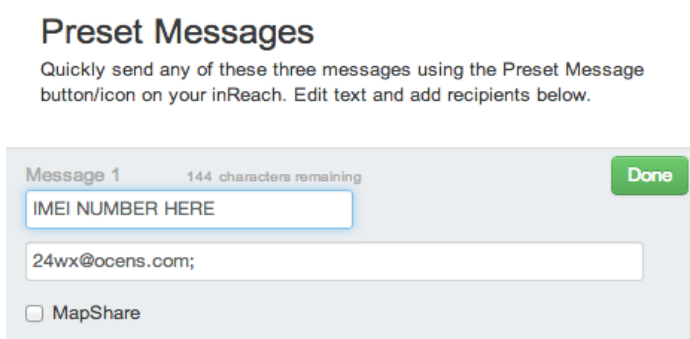 Preset Messages
Quickly send any of these three messages using the Preset Message
button/icon on your inReach. Edit text and add recipients below.
Message 1 144 characters remaining Done
IMEI NUMBER HERE
24wx@ocens.com;
MapShare